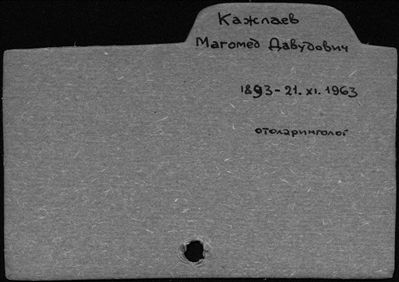 Кажлаев
Магомед Давудович
1893-21.XI.1963
отоларинголог